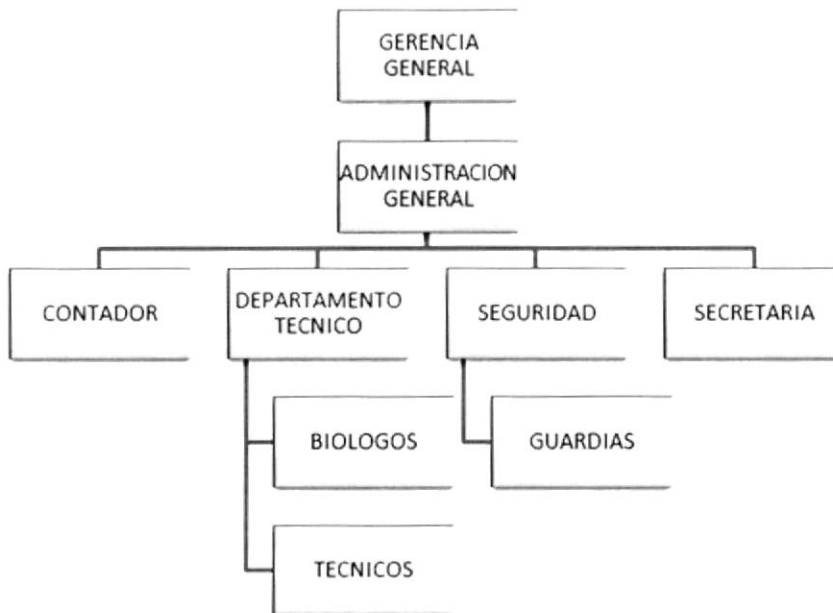 GERENCIA
GENERAL
ADMINISTRACION
GENERAL
CONTADOR
DEPARTAMENTO
TECNICO
SEGURIDAD
SECRETARIA
BIOLOGOS
GUARDIAS
TECNICOS